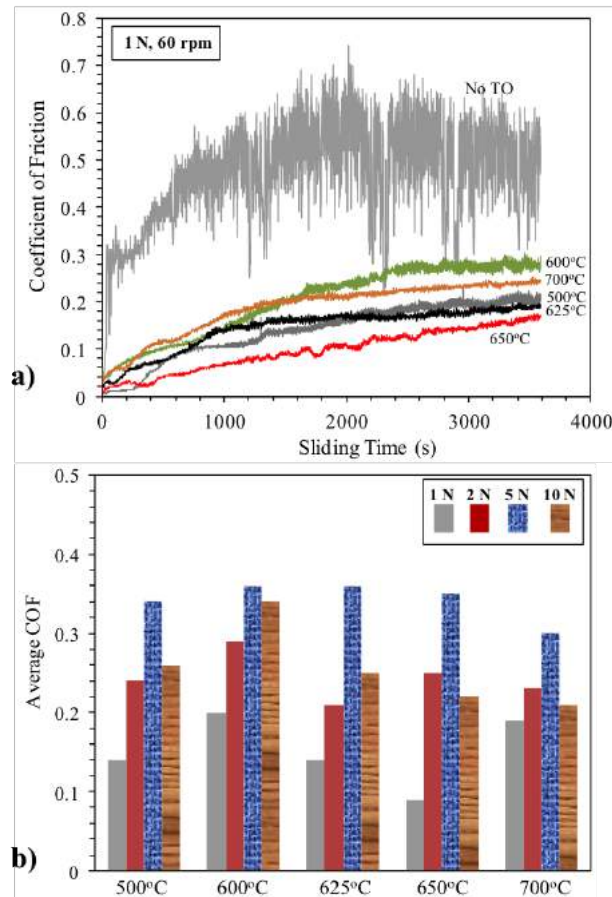 1 N, 60 rpm
0.8
0.7
0.6
0.5
0.4
0.3
0.2
0.1
0
Coefficient of Friction
No TO
600°C
700°C
500°C
625°C
650°C
a)
0
1000
2000
3000
4000
Sliding Time (s)
0.5
0.4
0.3
0.2
0.1
0
Average COF
1 N 2 N 5 N 10 N
b)
500°C 600°C 625°C 650°C 700°C